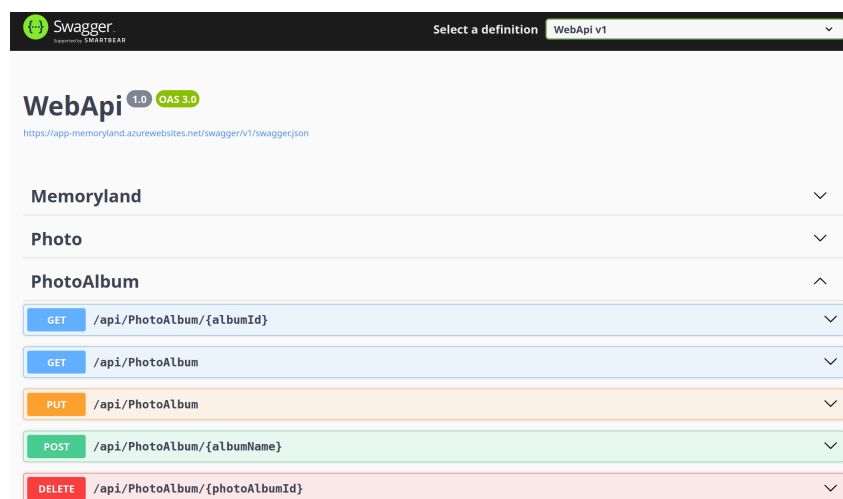 Swagger.
Supported by SMARTBEAR
Select a definition
WebApi v1
WebApi 1.0 OAS 3.0
https://app-memoryland.azurewebsites.net/swagger/v1/swagger.json
Memoryland
Photo
PhotoAlbum
GET /api/PhotoAlbum/{albumId}
GET /api/PhotoAlbum
PUT /api/PhotoAlbum
POST /api/PhotoAlbum/{albumName}
DELETE /api/PhotoAlbum/{photoAlbumId}